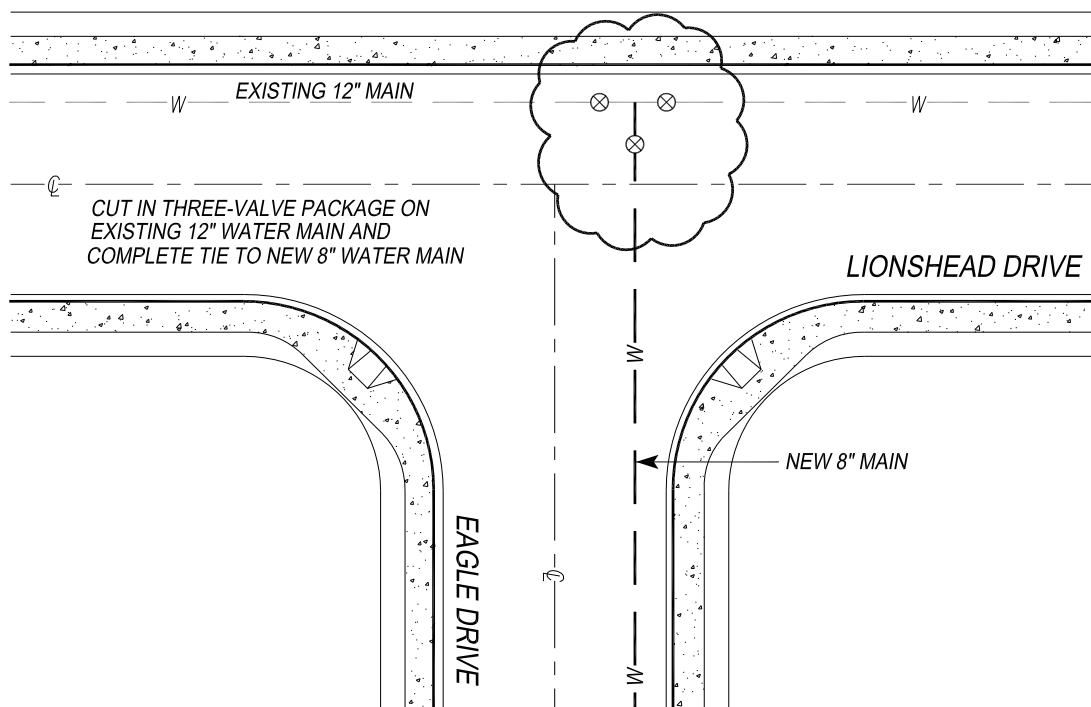 EXISTING 12" MAIN
W
W
℄
CUT IN THREE-VALVE PACKAGE ON
EXISTING 12" WATER MAIN AND
COMPLETE TIE TO NEW 8" WATER MAIN
LIONSHEAD DRIVE
W
NEW 8" MAIN
EAGLE DRIVE
℄
W